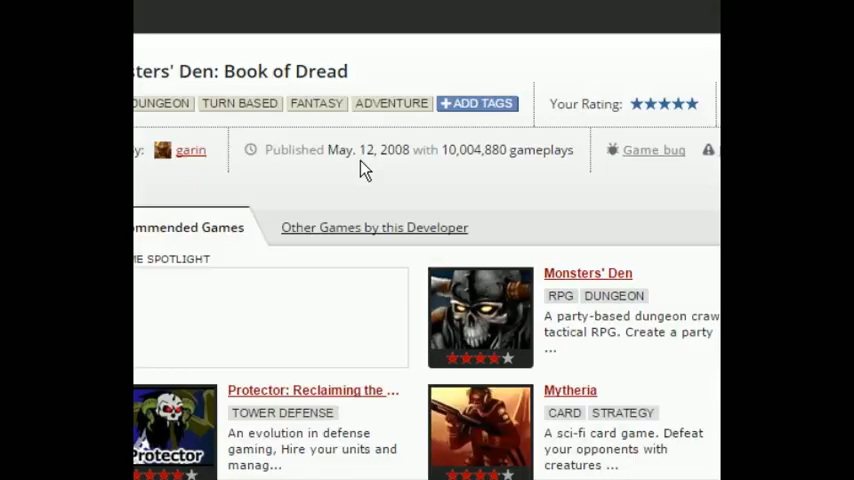 sters' Den: Book of Dread
DUNGEON TURN BASED FANTASY ADVENTURE +ADD TAGS Your Rating:
y: garin Published May. 12, 2008 with 10,004,880 gameplays Game bug
mmended Games Other Games by this Developer
ME SPOTLIGHT
Monsters' Den
RPG DUNGEON
A party-based dungeon craw
tactical RPG. Create a party
...
Protector: Reclaiming the ...
TOWER DEFENSE
An evolution in defense
gaming, Hire your units and
manag...
Protector
Mytheria
CARD STRATEGY
A sci-fi card game. Defeat
your opponents with
creatures ...